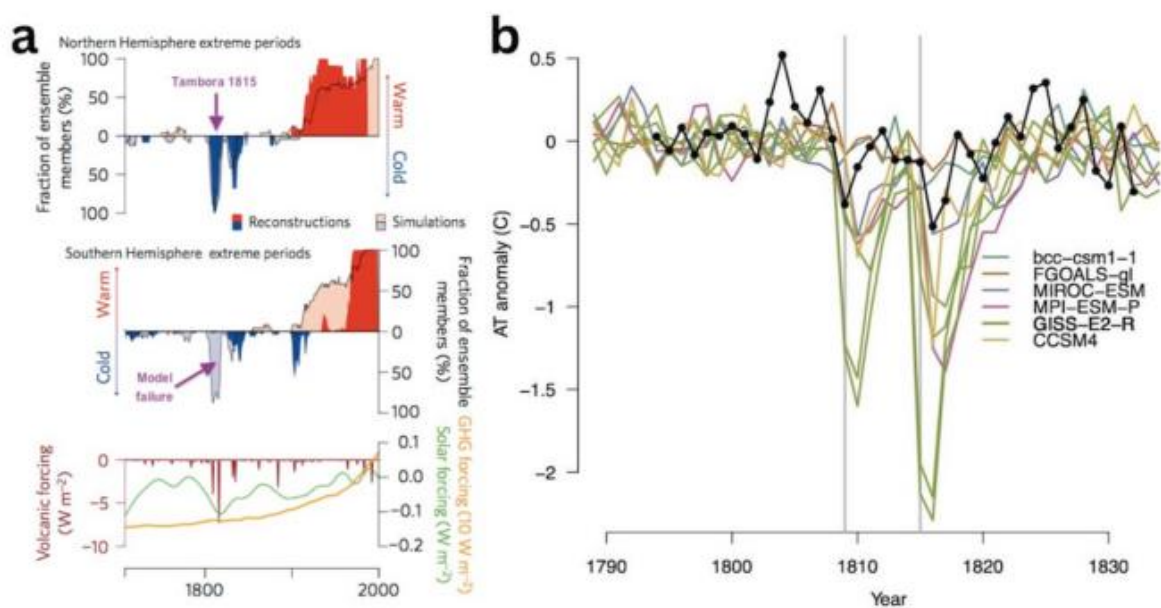 a
Northern Hemisphere extreme periods
Fraction of ensemble
members (%)
100
50
0
50
100
Tambora 1815
Warm
Cold
Reconstructions
Simulations
Southern Hemisphere extreme periods
Warm
Cold
100
50
0
50
100
Fraction of ensemble
members (%)
Model
failure
Volcanic forcing
(W m⁻²)
0
−5
−10
0.1
0.0
−0.1
−0.2
Solar forcing (W m⁻²)
GHG forcing (10 W m⁻²)
1800
2000
b
AT anomaly (C)
0.5
0
−0.5
−1
−1.5
−2
bcc−csm1−1
FGOALS−gl
MIROC−ESM
MPI−ESM−P
GISS−E2−R
CCSM4
1790
1800
1810
1820
1830
Year